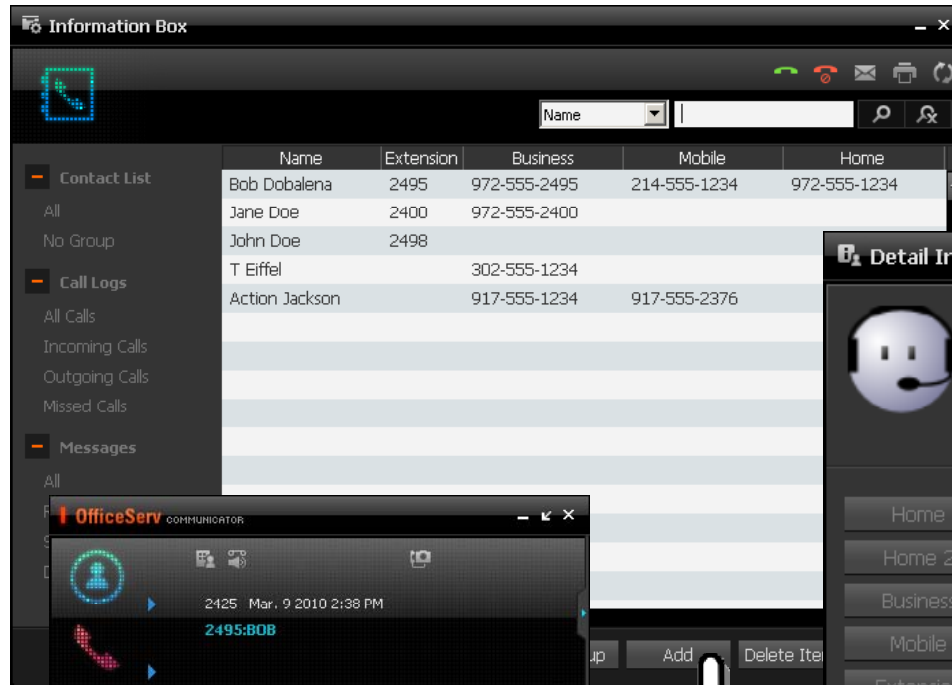 Information Box
Name
Name Extension Business Mobile Home
Contact List
All
No Group
Call Logs
All Calls
Incoming Calls
Outgoing Calls
Missed Calls
Messages
All
Bob Dobalena 2495 972-555-2495 214-555-1234 972-555-1234
Jane Doe 2400 972-555-2400
John Doe 2498
T Eiffel 302-555-1234
Action Jackson 917-555-1234 917-555-2376
Detail In
Home
Home 2
Business
Mobile
OfficeServ COMMUNICATOR
2425 Mar. 9 2010 2:38 PM
2495:BOB
up Add Delete Ite